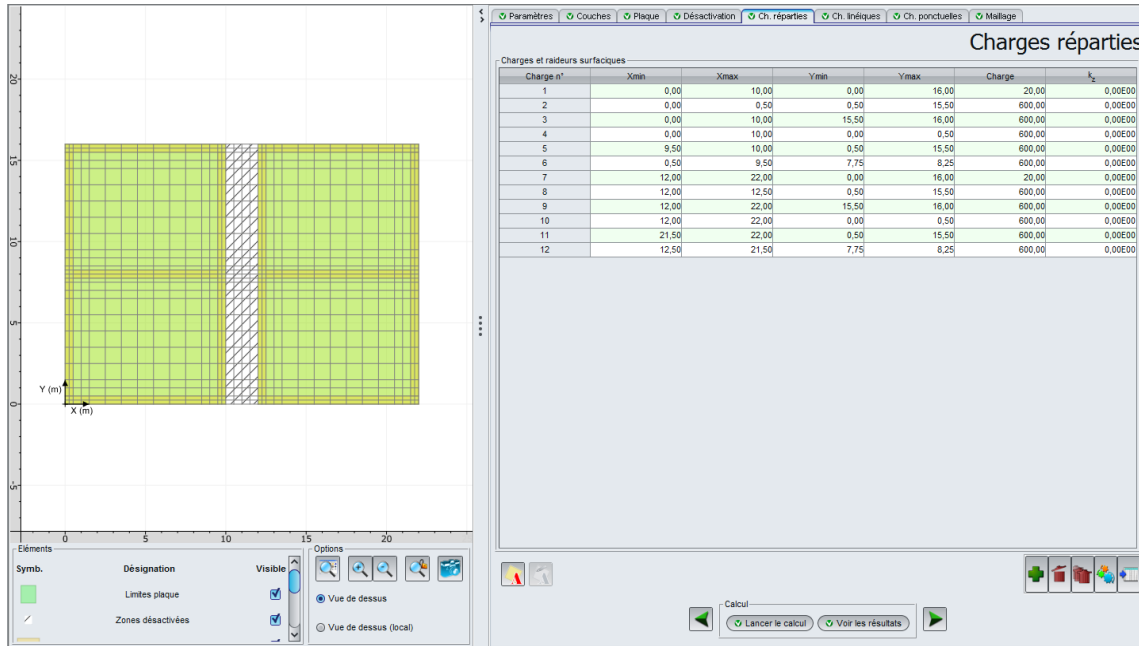 Paramètres Couches Plaque Désactivation Ch. réparties Ch. linéiques Ch. ponctuelles Maillage
Charges réparties
Charges et raideurs surfaciques
Charge n° Xmin Xmax Ymin Ymax Charge kz
1 0,00 10,00 0,00 16,00 20,00 0,00E00
2 0,00 0,50 0,50 15,50 600,00 0,00E00
3 0,00 10,00 15,50 16,00 600,00 0,00E00
4 0,00 10,00 0,00 0,50 600,00 0,00E00
5 9,50 10,00 0,50 15,50 600,00 0,00E00
6 0,50 9,50 7,75 8,25 600,00 0,00E00
7 12,00 22,00 0,00 16,00 20,00 0,00E00
8 12,00 12,50 0,50 15,50 600,00 0,00E00
9 12,00 22,00 15,50 16,00 600,00 0,00E00
10 12,00 22,00 0,00 0,50 600,00 0,00E00
11 21,50 22,00 0,50 15,50 600,00 0,00E00
12 12,50 21,50 7,75 8,25 600,00 0,00E00
20
15
10
5
0
-5
Y (m)
X (m)
0 5 10 15 20
Eléments
Symb. Désignation Visible
Limites plaque
Zones désactivées
Options
Vue de dessus
Vue de dessus (local)
Calcul
Lancer le calcul Voir les résultats